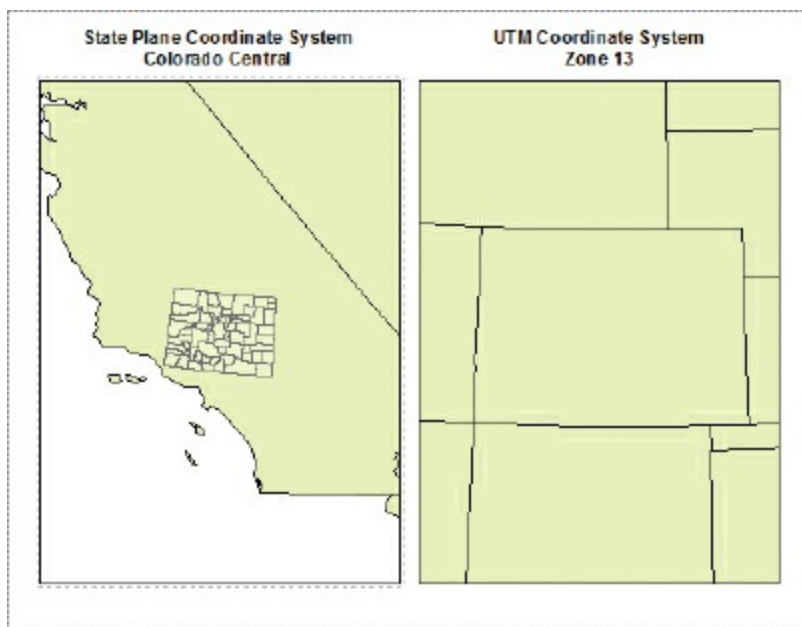 State Plane Coordinate System
Colorado Central
UTM Coordinate System
Zone 13